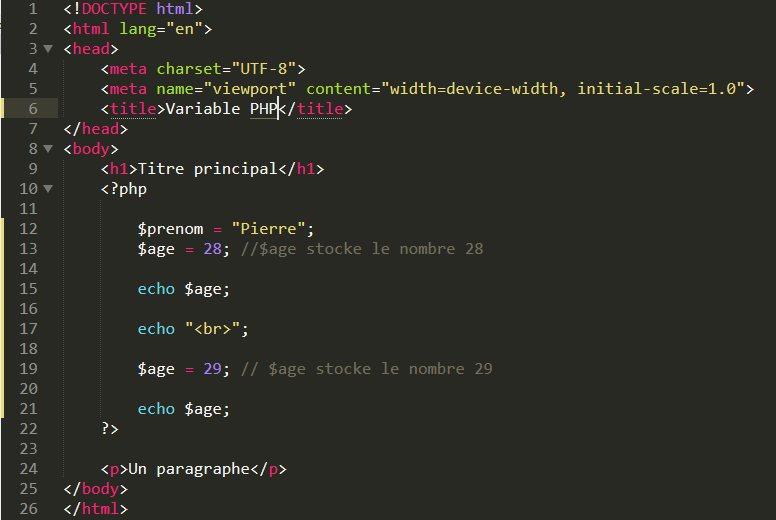 1 <!DOCTYPE html>
2 <html lang="en">
3 <head>
4 <meta charset="UTF-8">
5 <meta name="viewport" content="width=device-width, initial-scale=1.0">
6 <title>Variable PHP</title>
7 </head>
8 <body>
9 <h1>Titre principal</h1>
10 <?php
11
12 $prenom = "Pierre";
13 $age = 28; //$age stocke le nombre 28
14
15 echo $age;
16
17 echo "<br>";
18
19 $age = 29; // $age stocke le nombre 29
20
21 echo $age;
22 ?>
23
24 <p>Un paragraphe</p>
25 </body>
26 </html>